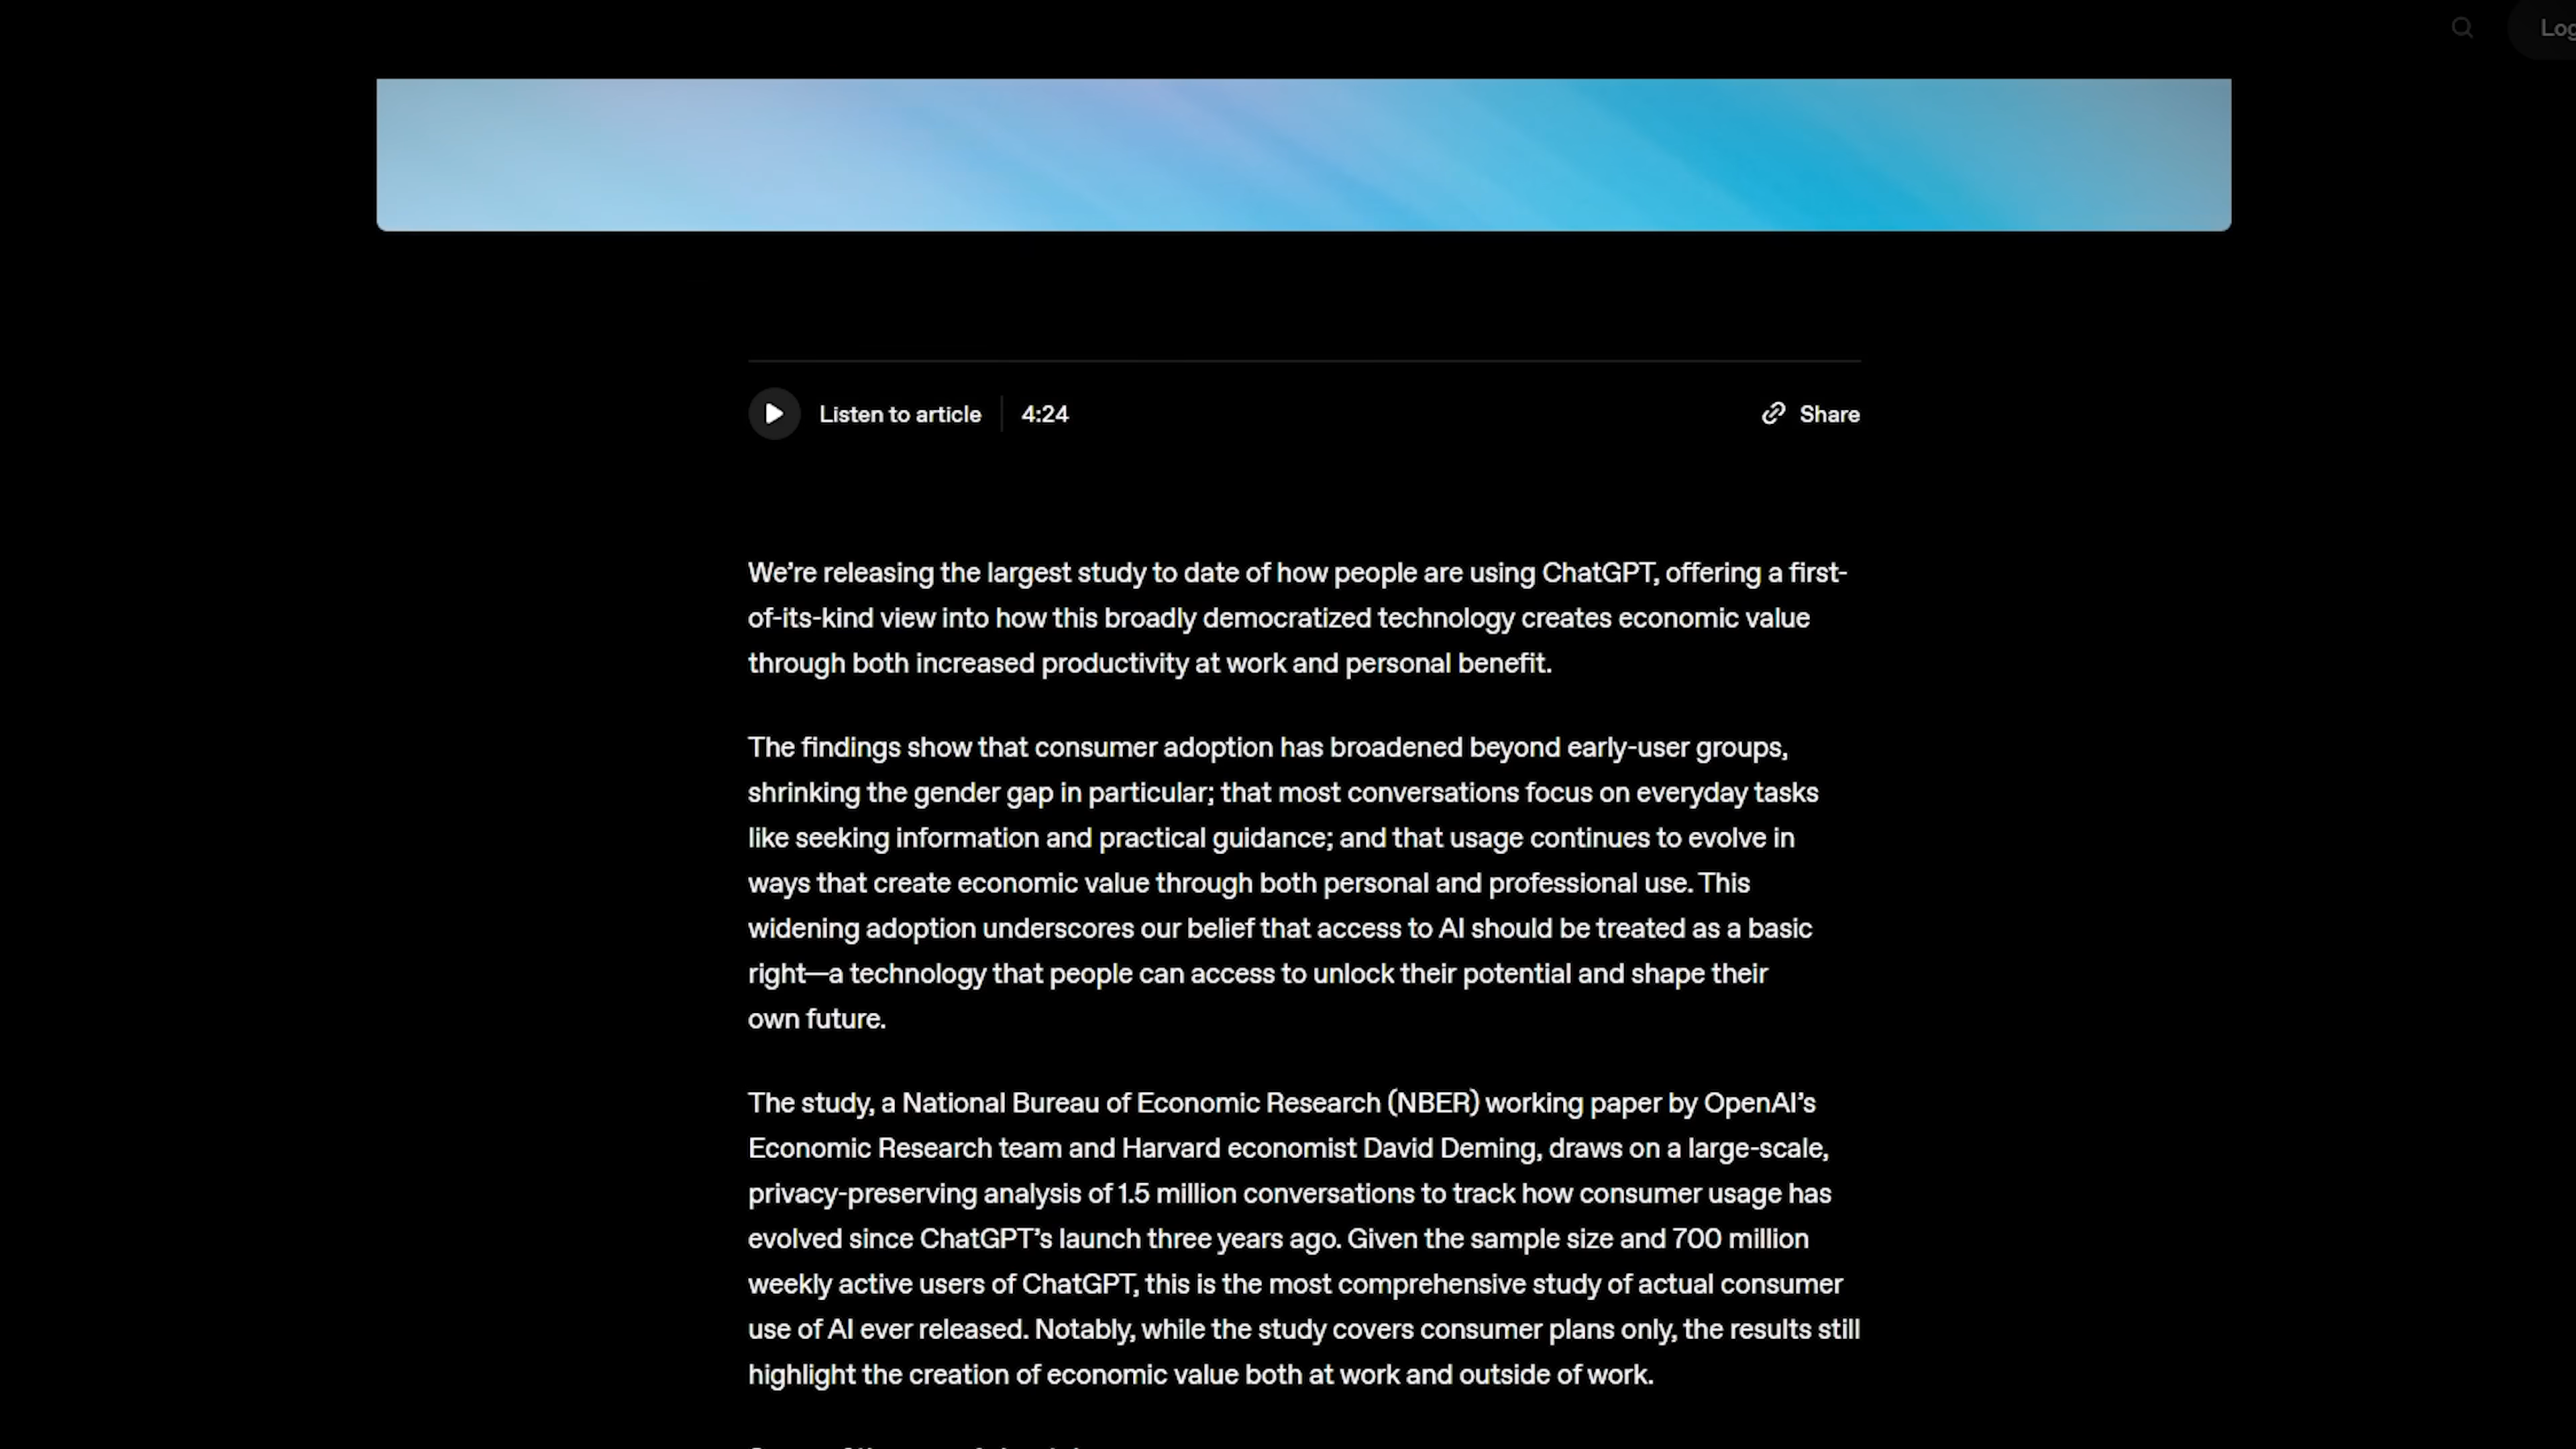 Log
Listen to article
4:24
Share
We're releasing the largest study to date of how people are using ChatGPT, offering a first-
of-its-kind view into how this broadly democratized technology creates economic value
through both increased productivity at work and personal benefit.
The findings show that consumer adoption has broadened beyond early-user groups,
shrinking the gender gap in particular; that most conversations focus on everyday tasks
like seeking information and practical guidance; and that usage continues to evolve in
ways that create economic value through both personal and professional use. This
widening adoption underscores our belief that access to AI should be treated as a basic
right—a technology that people can access to unlock their potential and shape their
own future.
The study, a National Bureau of Economic Research (NBER) working paper by OpenAI's
Economic Research team and Harvard economist David Deming, draws on a large-scale,
privacy-preserving analysis of 1.5 million conversations to track how consumer usage has
evolved since ChatGPT's launch three years ago. Given the sample size and 700 million
weekly active users of ChatGPT, this is the most comprehensive study of actual consumer
use of AI ever released. Notably, while the study covers consumer plans only, the results still
highlight the creation of economic value both at work and outside of work.